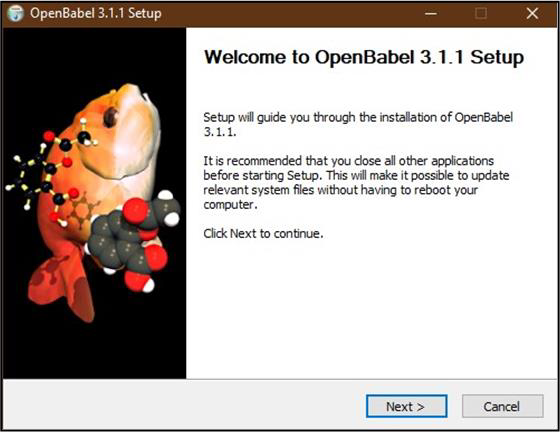 OpenBabel 3.1.1 Setup
Welcome to OpenBabel 3.1.1 Setup
Setup will guide you through the installation of OpenBabel
3.1.1.
It is recommended that you close all other applications
before starting Setup. This will make it possible to update
relevant system files without having to reboot your
computer.
Click Next to continue.
Next >
Cancel